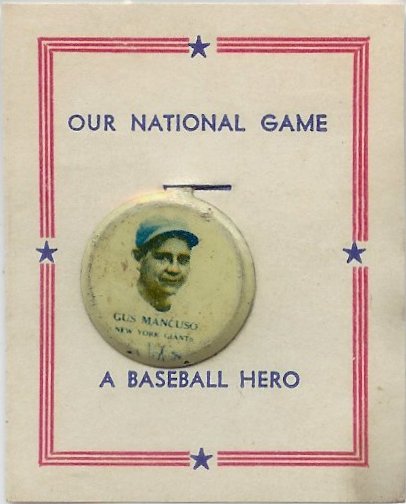 OUR NATIONAL GAME
GUS MANCUSO
NEW YORK GIANTS
A BASEBALL HERO